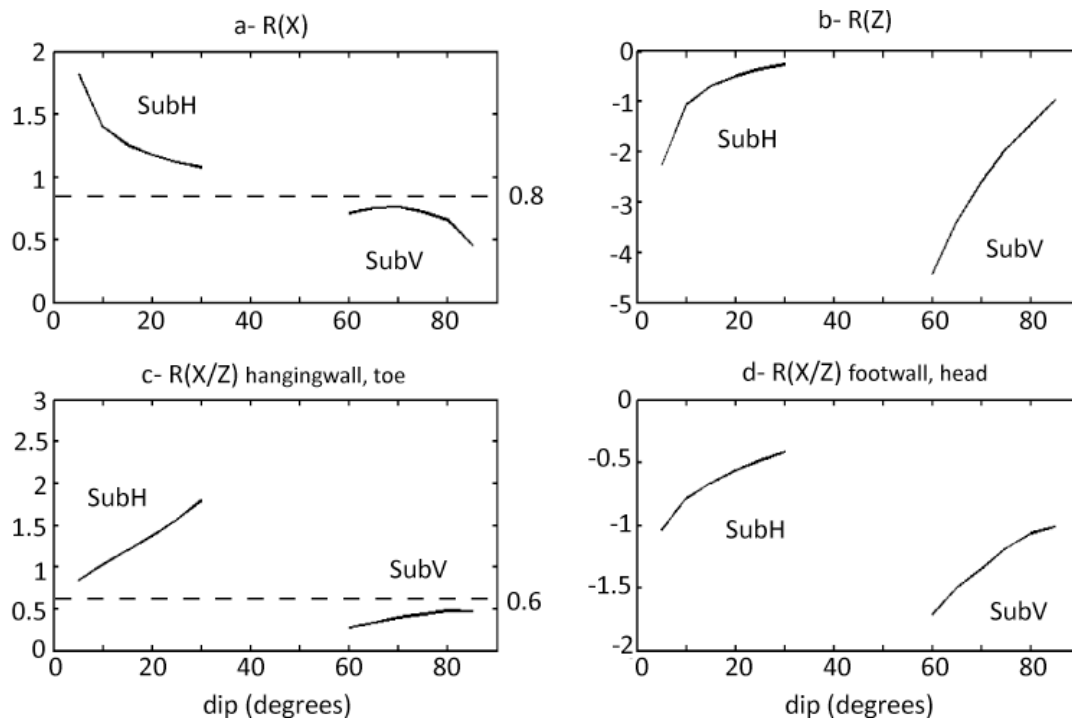 a- R(X)
2
1.5
1
0.5
0
0 20 40 60 80
SubH
SubV
0.8
b- R(Z)
0
-1
-2
-3
-4
-5
0 20 40 60 80
SubH
SubV
c- R(X/Z) hangingwall, toe
3
2.5
2
1.5
1
0.5
0
0 20 40 60 80
SubH
SubV
0.6
dip (degrees)
d- R(X/Z) footwall, head
0
-0.5
-1
-1.5
-2
0 20 40 60 80
SubH
SubV
dip (degrees)